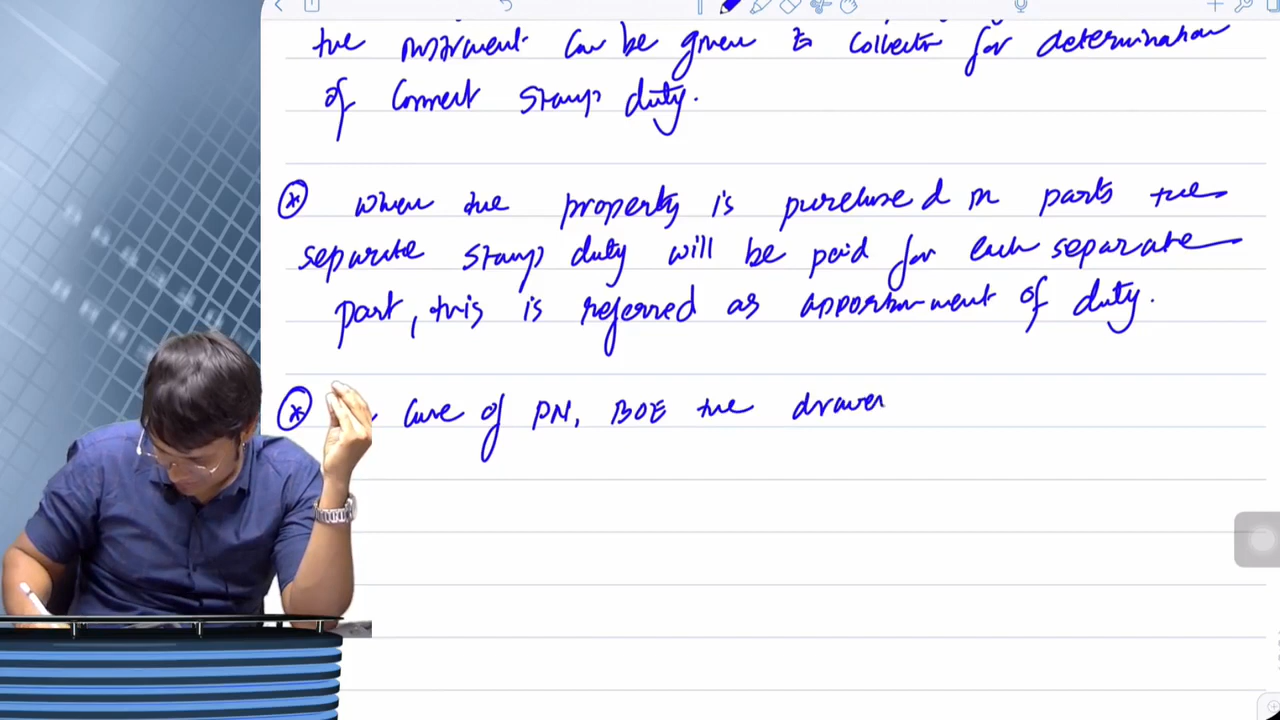 the instrument can be given to collector for determination
of correct stamp duty.
when the property is purchased in parts the
separate stamp duty will be paid for each separate
part, this is referred as apportionment of duty.
case of PN, BOE the drawer